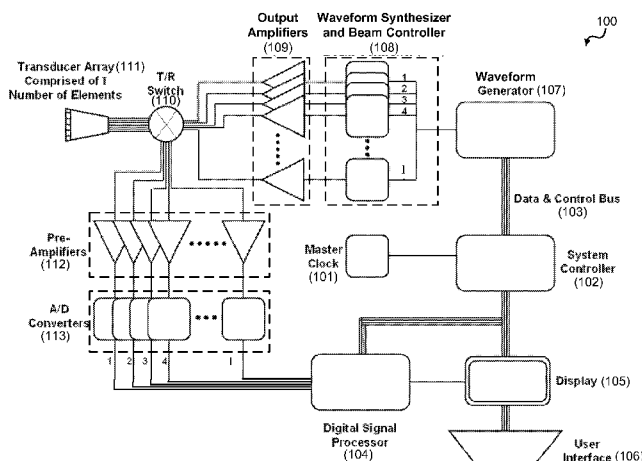 100
Output
Amplifiers
(109)
Waveform Synthesizer
and Beam Controller
(108)
Transducer Array (111)
Comprised of I
Number of Elements
T/R
Switch
(110)
1
2
3
4
I
Waveform
Generator (107)
Data & Control Bus
(103)
Pre-
Amplifiers
(112)
Master
Clock
(101)
System
Controller
(102)
A/D
Converters
(113)
1
2
3
4
I
Display (105)
Digital Signal
Processor
(104)
User
Interface (106)